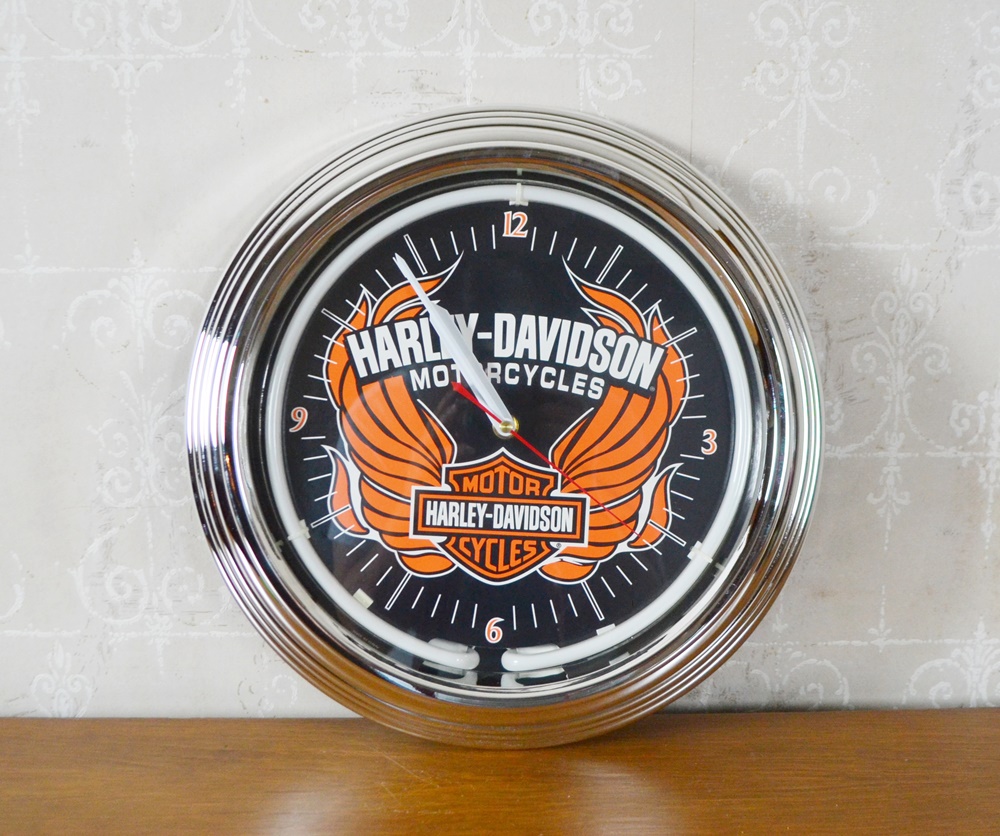 12
HARLEY-DAVIDSON
MOTORCYCLES
9
3
MOTOR
HARLEY-DAVIDSON
CYCLES
6